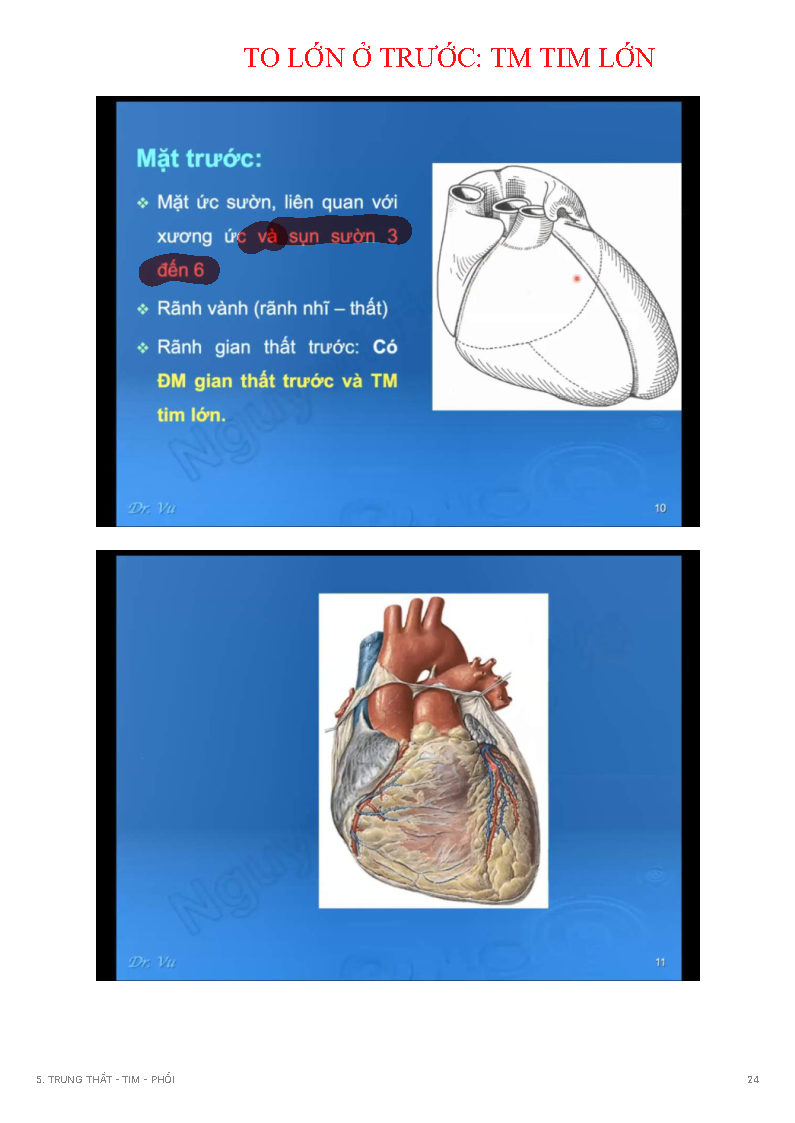 TO LỚN Ở TRƯỚC: TM TIM LỚN
Mặt trước:
❖ Mặt ức sườn, liên quan với
xương ức và sụn sườn 3
đến 6
❖ Rãnh vành (rãnh nhĩ – thất)
❖ Rãnh gian thất trước: Có
ĐM gian thất trước và TM
tim lớn.
Dr. Vu
10
Dr. Vu
11
5. TRUNG THẤT - TIM - PHỔI
24